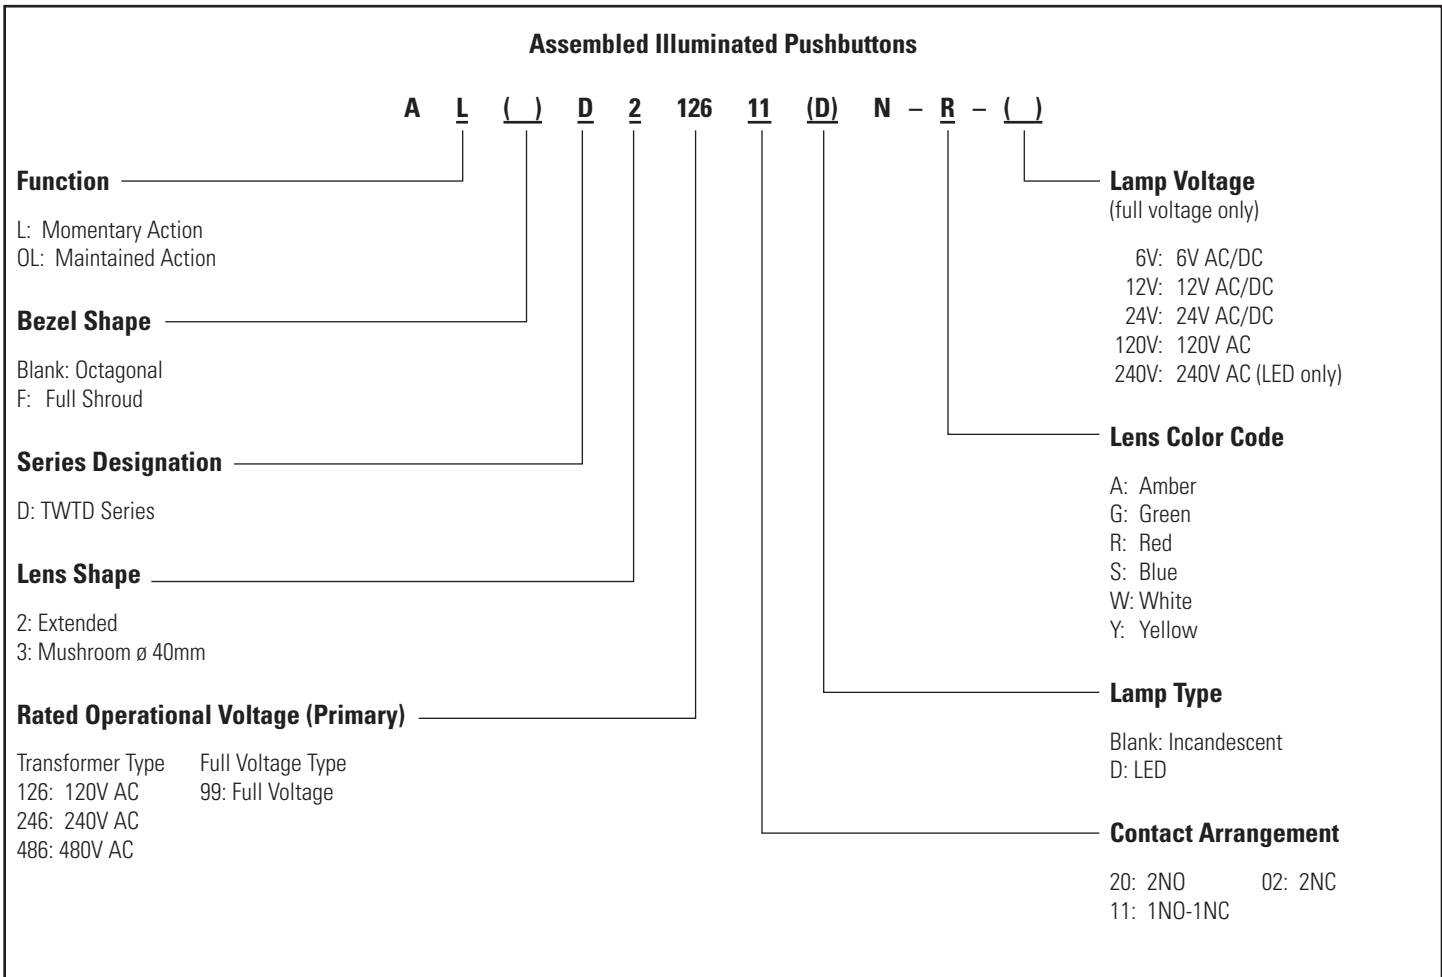 Assembled Illuminated Pushbuttons
A L ( ) D 2 126 11 (D) N – R – ( )
Function
L: Momentary Action
OL: Maintained Action
Bezel Shape
Blank: Octagonal
F: Full Shroud
Series Designation
D: TWTD Series
Lens Shape
2: Extended
3: Mushroom ø 40mm
Rated Operational Voltage (Primary)
Transformer Type Full Voltage Type
126: 120V AC 99: Full Voltage
246: 240V AC
486: 480V AC
Lamp Voltage
(full voltage only)
6V: 6V AC/DC
12V: 12V AC/DC
24V: 24V AC/DC
120V: 120V AC
240V: 240V AC (LED only)
Lens Color Code
A: Amber
G: Green
R: Red
S: Blue
W: White
Y: Yellow
Lamp Type
Blank: Incandescent
D: LED
Contact Arrangement
20: 2NO 02: 2NC
11: 1NO-1NC